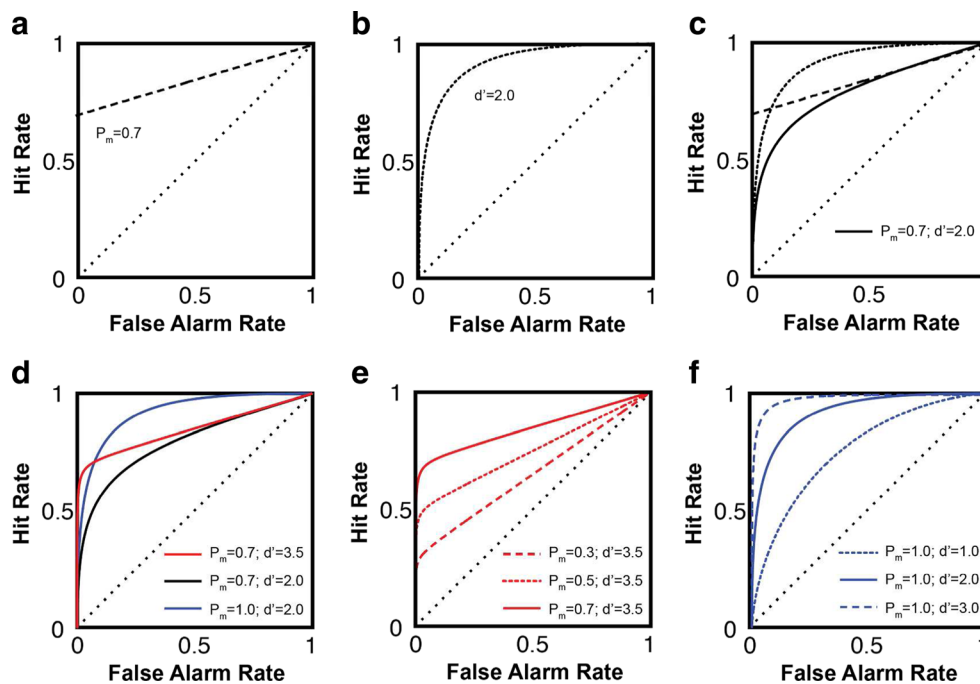 a
1
Hit Rate
0.5
P_m=0.7
0
0
0.5
1
False Alarm Rate
b
1
Hit Rate
0.5
d'=2.0
0
0
0.5
1
False Alarm Rate
c
1
Hit Rate
0.5
P_m=0.7; d'=2.0
0
0
0.5
1
False Alarm Rate
d
1
Hit Rate
0.5
P_m=0.7; d'=3.5
P_m=0.7; d'=2.0
P_m=1.0; d'=2.0
0
0
0.5
1
False Alarm Rate
e
1
Hit Rate
0.5
P_m=0.3; d'=3.5
P_m=0.5; d'=3.5
P_m=0.7; d'=3.5
0
0
0.5
1
False Alarm Rate
f
1
Hit Rate
0.5
P_m=1.0; d'=1.0
P_m=1.0; d'=2.0
P_m=1.0; d'=3.0
0
0
0.5
1
False Alarm Rate